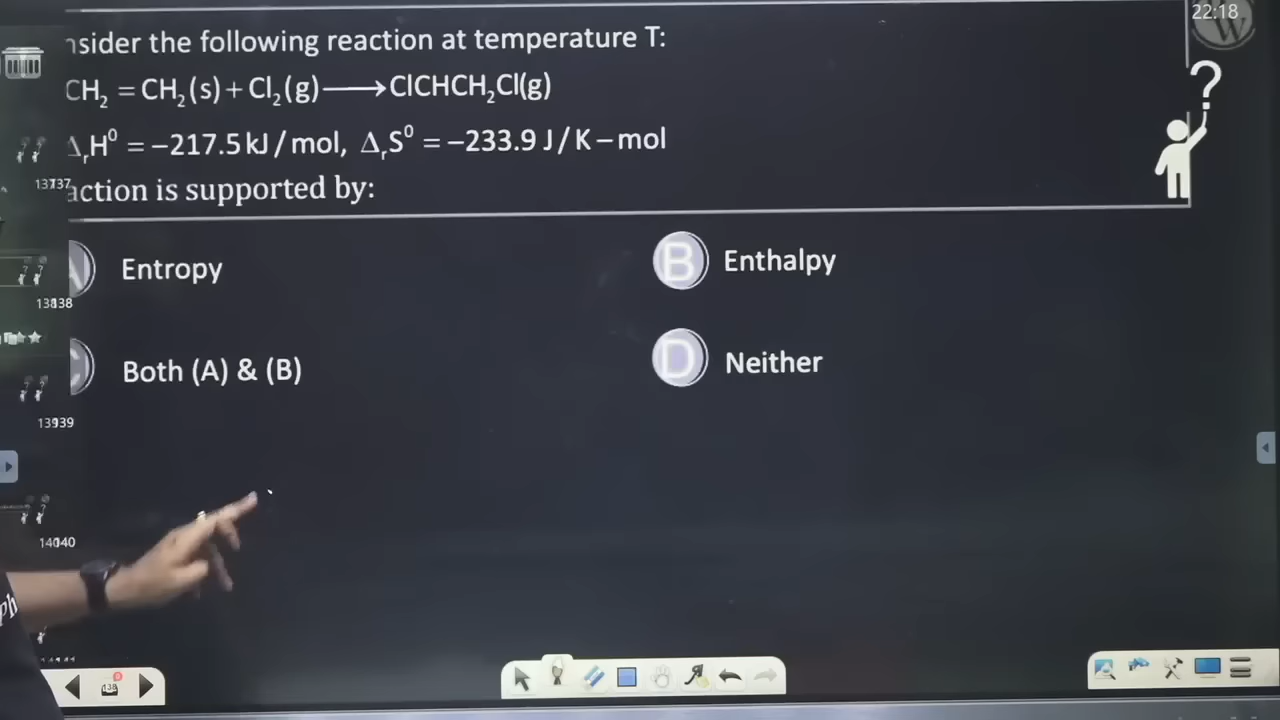 22:18
W
nsider the following reaction at temperature T:
CH₂ = CH₂(s) + Cl₂(g) ⟶ ClCHCH₂Cl(g)
ΔᵣH⁰ = −217.5 kJ / mol, ΔᵣS⁰ = −233.9 J / K − mol
action is supported by:
?
Entropy
B Enthalpy
Both (A) & (B)
D Neither
138